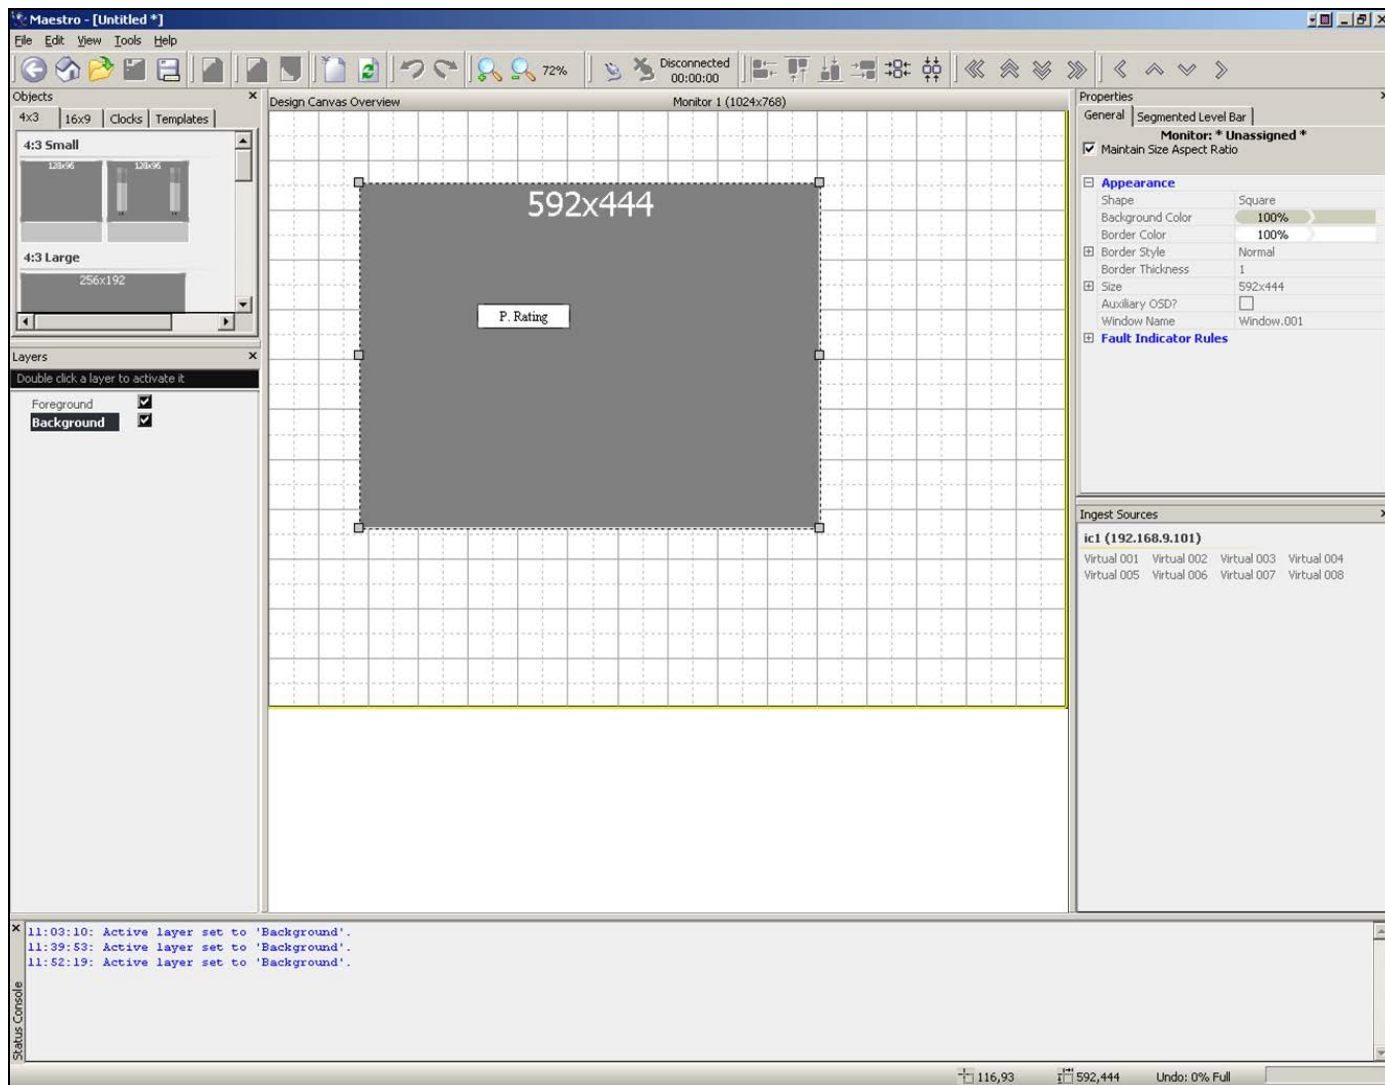 Maestro - [Untitled *]
File Edit View Tools Help
72%
Disconnected
00:00:00
Objects
4x3 16x9 Clocks Templates
4:3 Small
128x96 128x96
4:3 Large
256x192
Layers
Double click a layer to activate it
Foreground
Background
Design Canvas Overview
Monitor 1 (1024x768)
592x444
P. Rating
Properties
General Segmented Level Bar
Monitor: * Unassigned *
Maintain Size Aspect Ratio
Appearance
Shape Square
Background Color 100%
Border Color 100%
Border Style Normal
Border Thickness 1
Size 592x444
Auxiliary OSD?
Window Name Window.001
Fault Indicator Rules
Ingest Sources
ic1 (192.168.9.101)
Virtual 001 Virtual 002 Virtual 003 Virtual 004
Virtual 005 Virtual 006 Virtual 007 Virtual 008
Status Console
11:03:10: Active layer set to 'Background'.
11:39:53: Active layer set to 'Background'.
11:52:19: Active layer set to 'Background'.
116,93 592,444 Undo: 0% Full